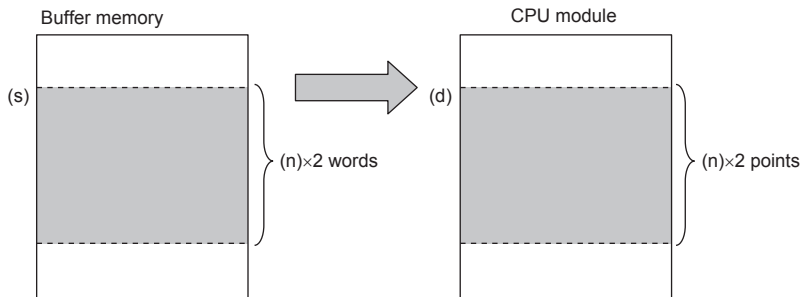 Buffer memory
CPU module
(s)
(d)
(n)×2 words
(n)×2 points